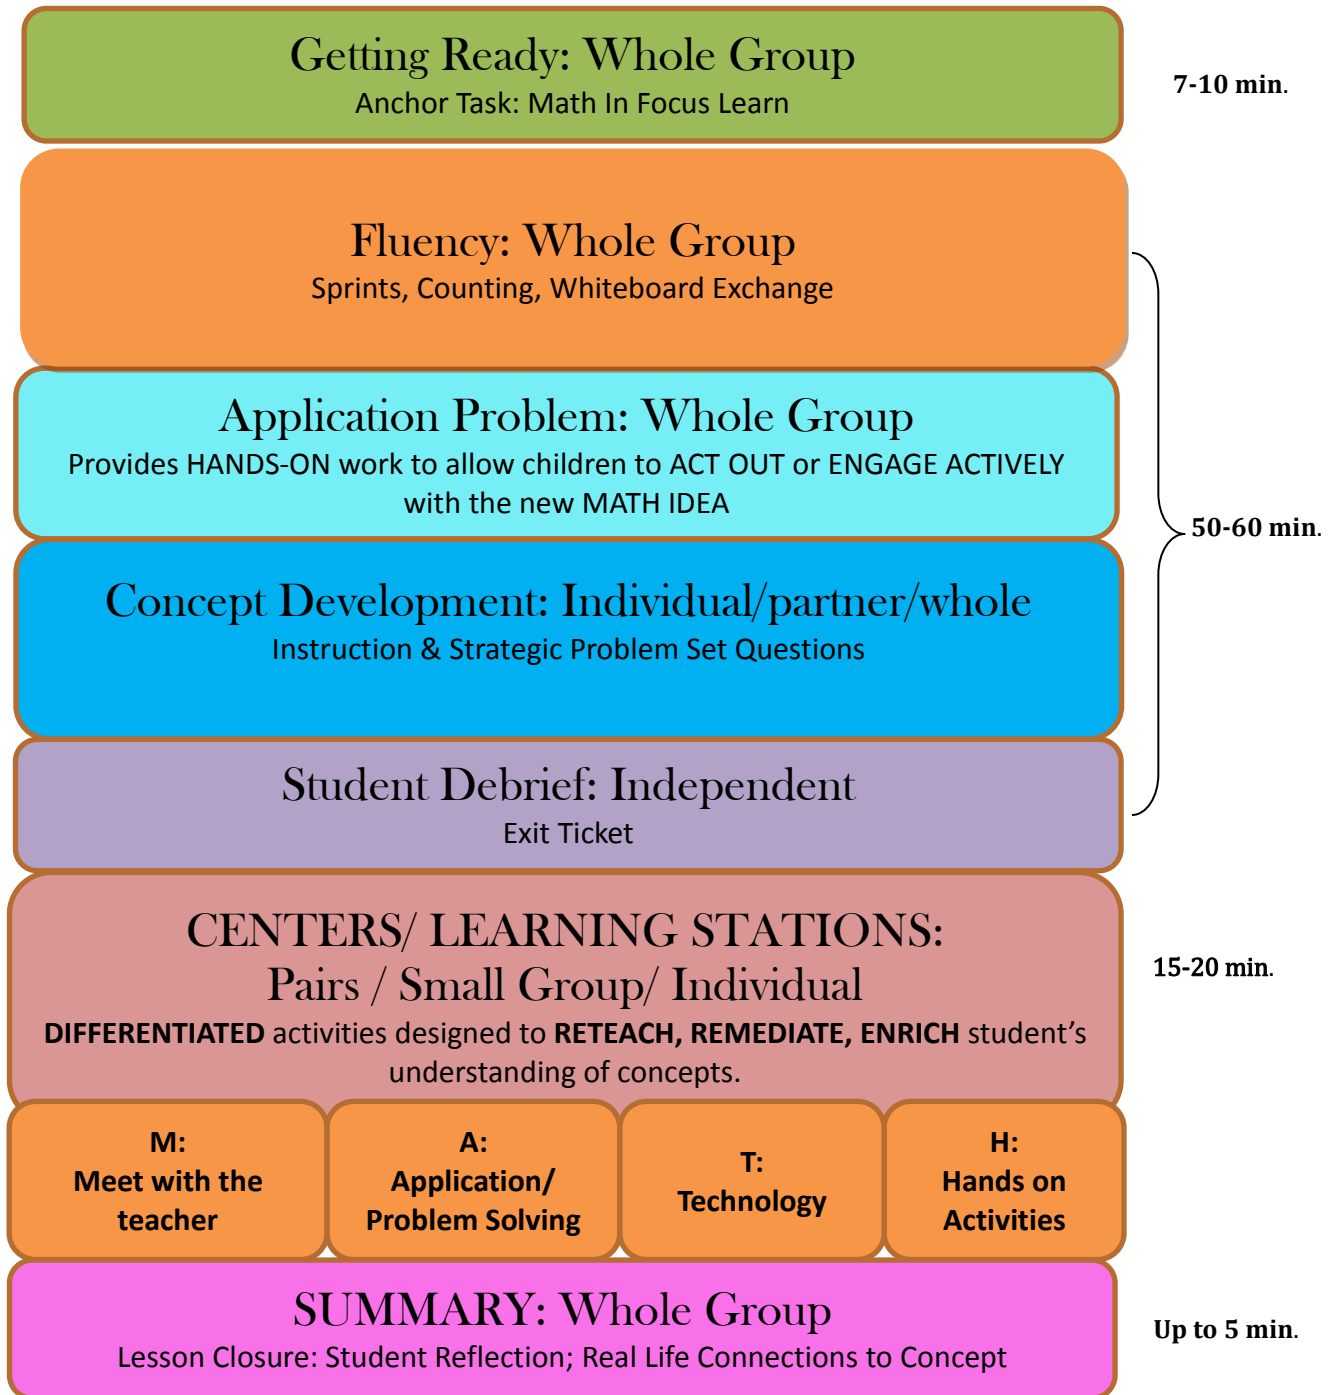 Getting Ready: Whole Group
Anchor Task: Math In Focus Learn
7-10 min.
Fluency: Whole Group
Sprints, Counting, Whiteboard Exchange
Application Problem: Whole Group
Provides HANDS-ON work to allow children to ACT OUT or ENGAGE ACTIVELY
with the new MATH IDEA
50-60 min.
Concept Development: Individual/partner/whole
Instruction & Strategic Problem Set Questions
Student Debrief: Independent
Exit Ticket
CENTERS/ LEARNING STATIONS:
Pairs / Small Group/ Individual
DIFFERENTIATED activities designed to RETEACH, REMEDIATE, ENRICH student’s
understanding of concepts.
15-20 min.
M:
Meet with the
teacher
A:
Application/
Problem Solving
T:
Technology
H:
Hands on
Activities
SUMMARY: Whole Group
Lesson Closure: Student Reflection; Real Life Connections to Concept
Up to 5 min.